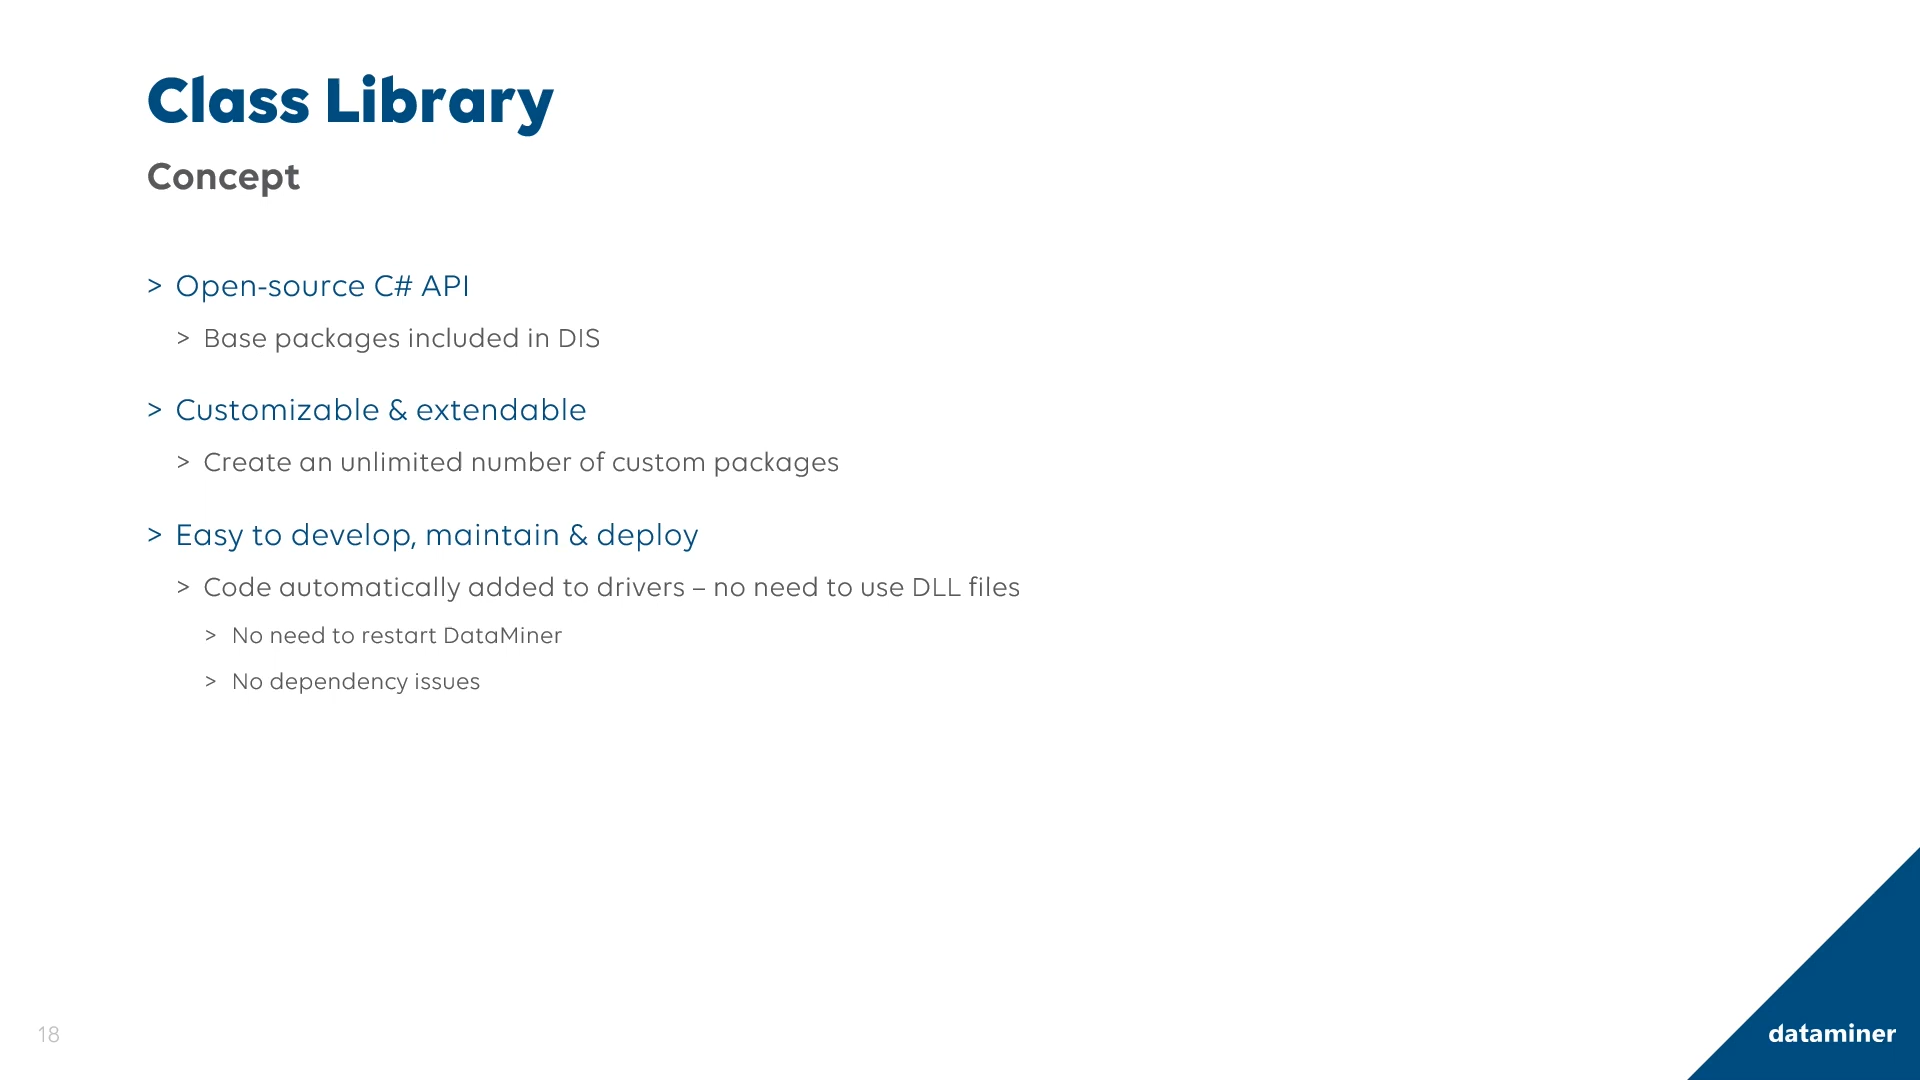 Class Library
Concept
> Open-source C# API
> Base packages included in DIS
> Customizable & extendable
> Create an unlimited number of custom packages
> Easy to develop, maintain & deploy
> Code automatically added to drivers – no need to use DLL files
> No need to restart DataMiner
> No dependency issues
18
dataminer